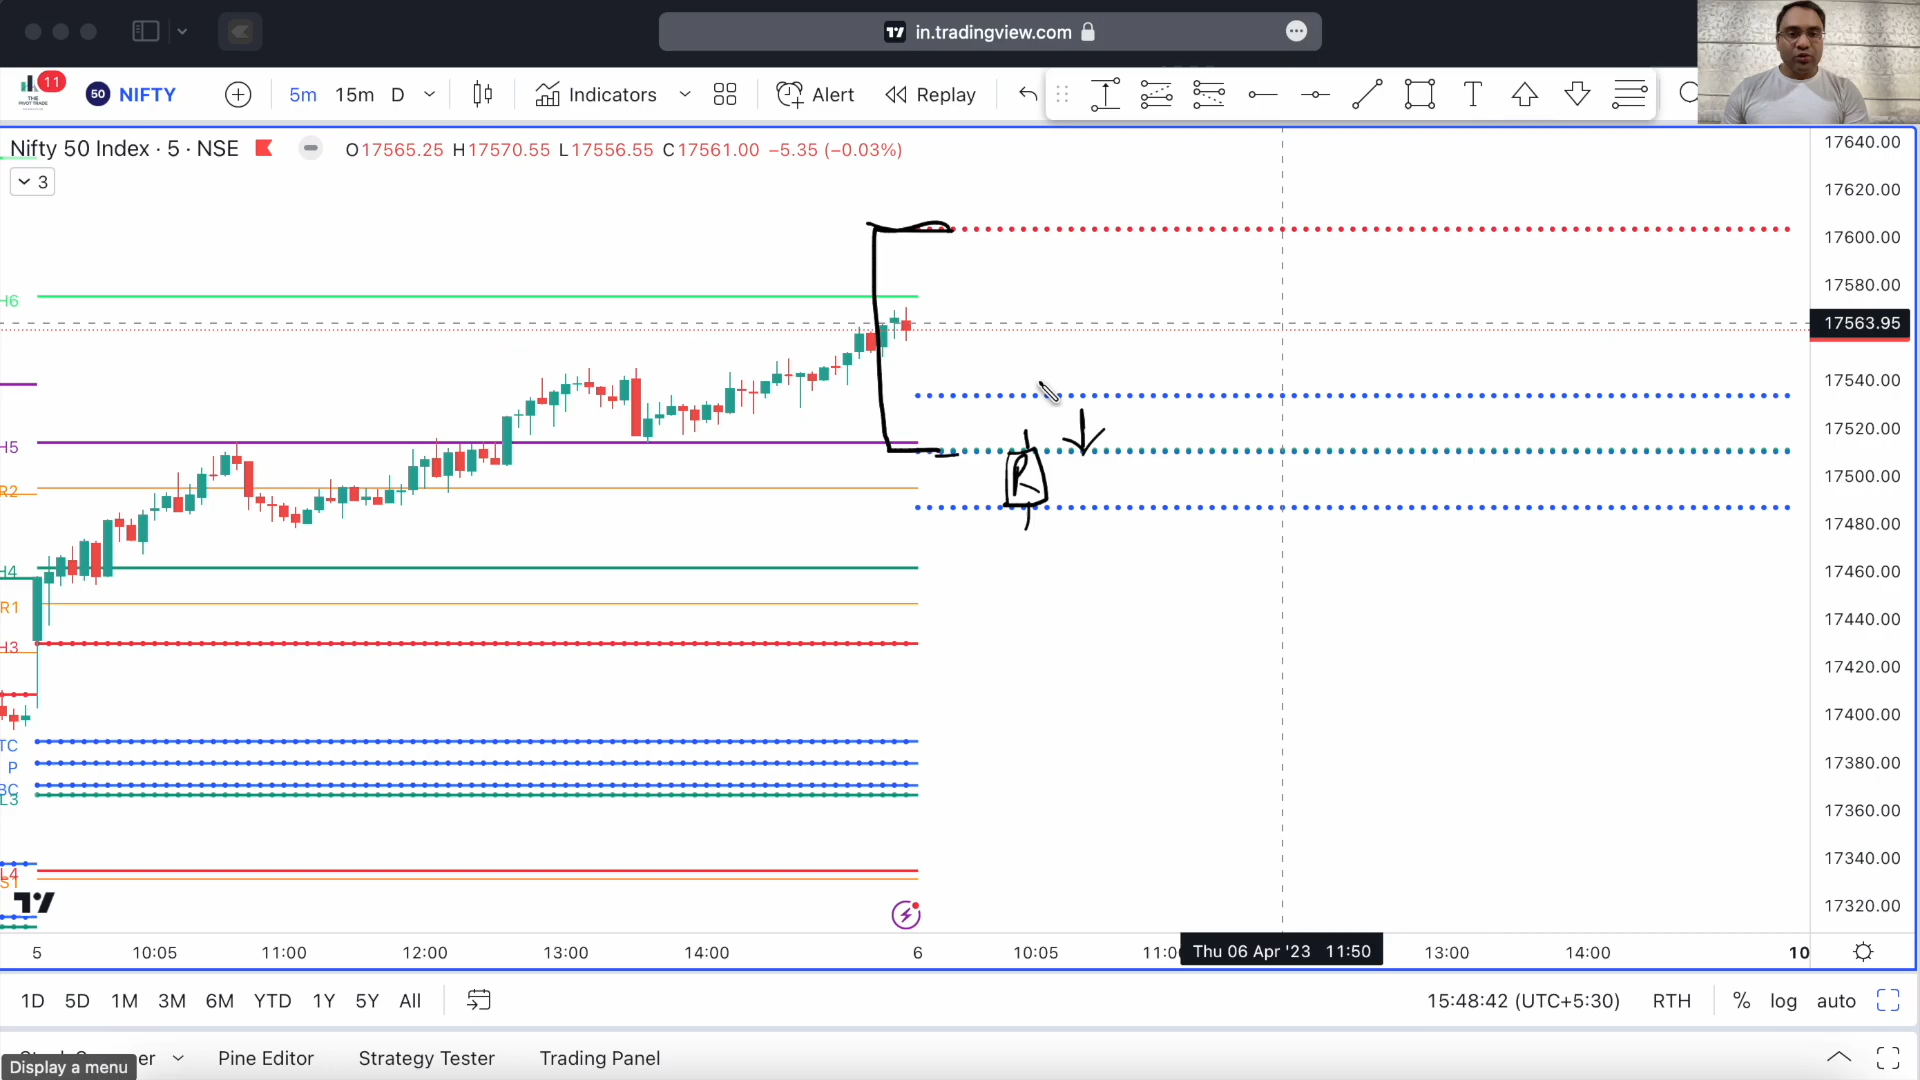 in.tradingview.com
11
THE
PIVOT TRADE
50 NIFTY
5m 15m D Indicators Alert Replay T
Nifty 50 Index · 5 · NSE O17565.25 H17570.55 L17556.55 C17561.00 −5.35 (−0.03%)
3
17640.00
17620.00
17600.00
17580.00
17563.95
17540.00
17520.00
17500.00
17480.00
17460.00
17440.00
17420.00
17400.00
17380.00
17360.00
17340.00
17320.00
H6
H5
R2
H4
R1
H3
TC
P
BC
L3
L4
S1
R
5 10:05 11:00 12:00 13:00 14:00 6 10:05 11:0 Thu 06 Apr '23 11:50 13:00 14:00 10
1D 5D 1M 3M 6M YTD 1Y 5Y All 15:48:42 (UTC+5:30) RTH % log auto
er Pine Editor Strategy Tester Trading Panel
Display a menu